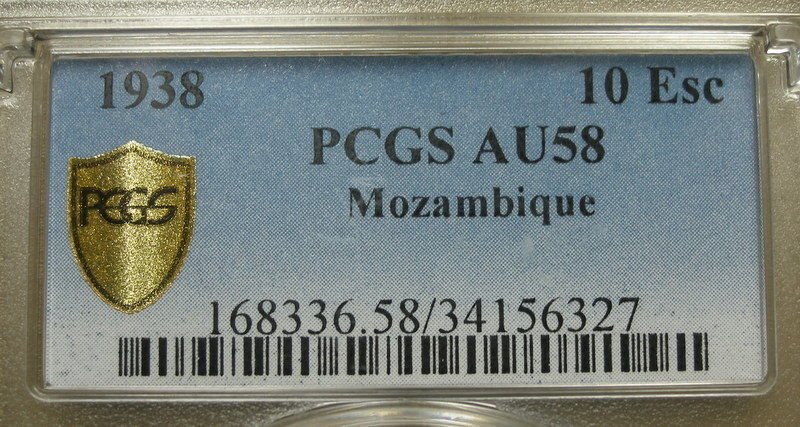 1938 10 Esc
PCGS AU58
Mozambique
PCGS
168336.58/34156327